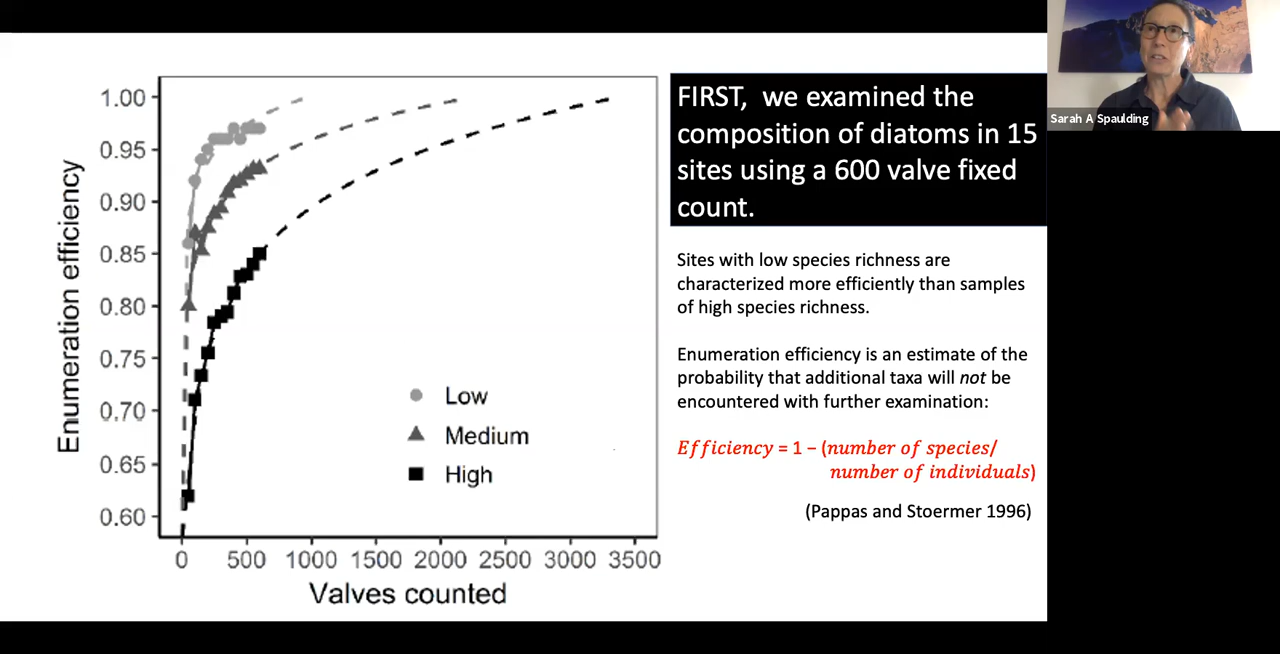 FIRST, we examined the
composition of diatoms in 15
sites using a 600 valve fixed
count.
Sarah A Spaulding
Sites with low species richness are
characterized more efficiently than samples
of high species richness.
Enumeration efficiency is an estimate of the
probability that additional taxa will not be
encountered with further examination:
Efficiency = 1 – (number of species/
number of individuals)
(Pappas and Stoermer 1996)
Enumeration efficiency
1.00
0.95
0.90
0.85
0.80
0.75
0.70
0.65
0.60
Low
Medium
High
0 500 1000 1500 2000 2500 3000 3500
Valves counted